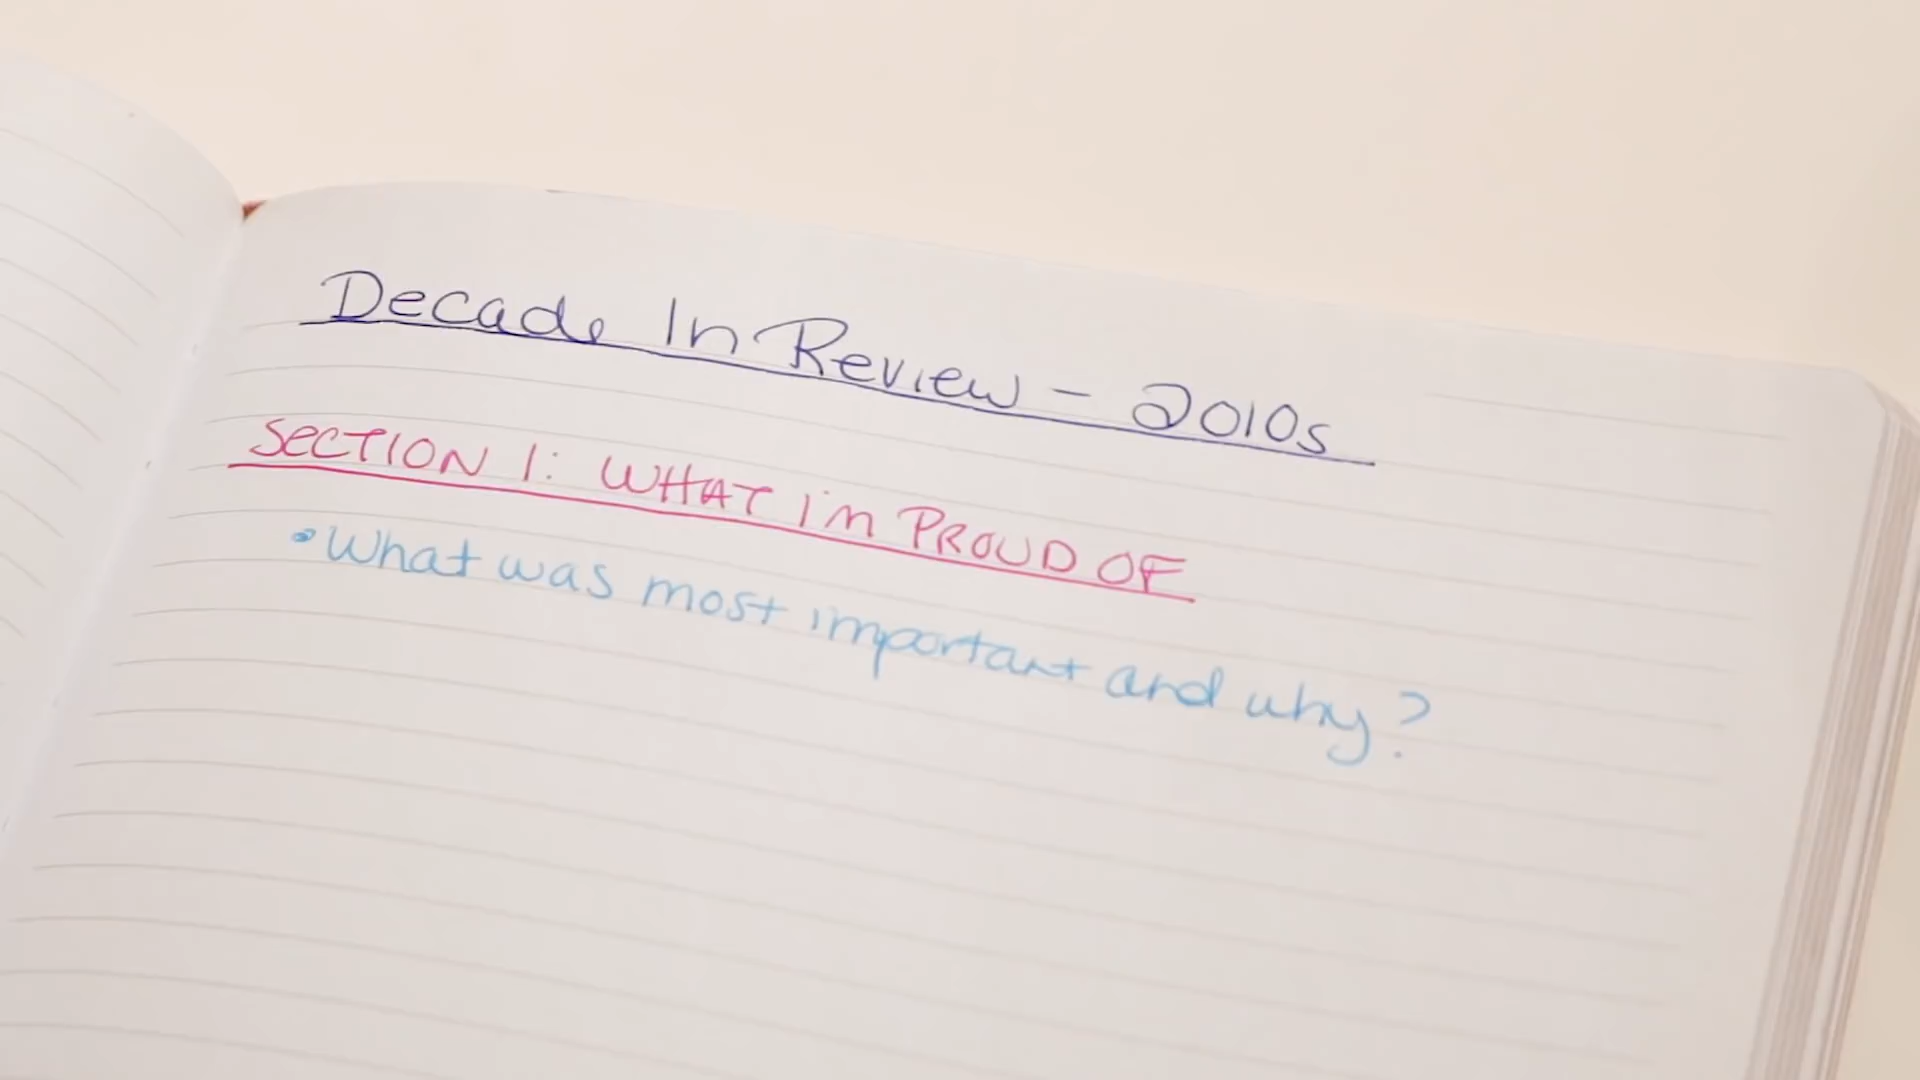 Decade In Review - 2010s
SECTION 1: WHAT I'm PROUD OF
• What was most important and why?